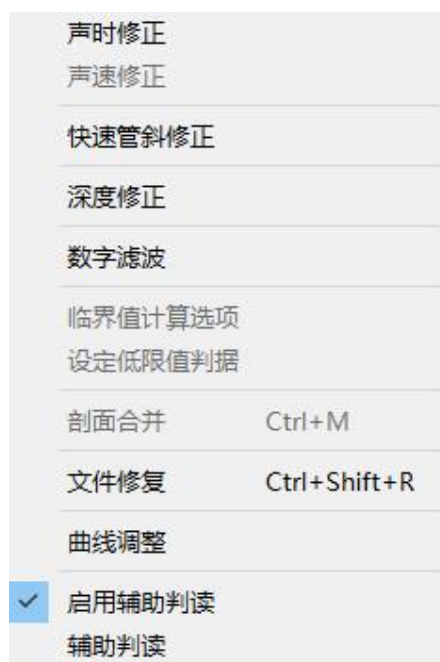 声时修正
声速修正
快速管斜修正
深度修正
数字滤波
临界值计算选项
设定低限值判据
剖面合并 Ctrl+M
文件修复 Ctrl+Shift+R
曲线调整
启用辅助判读
辅助判读